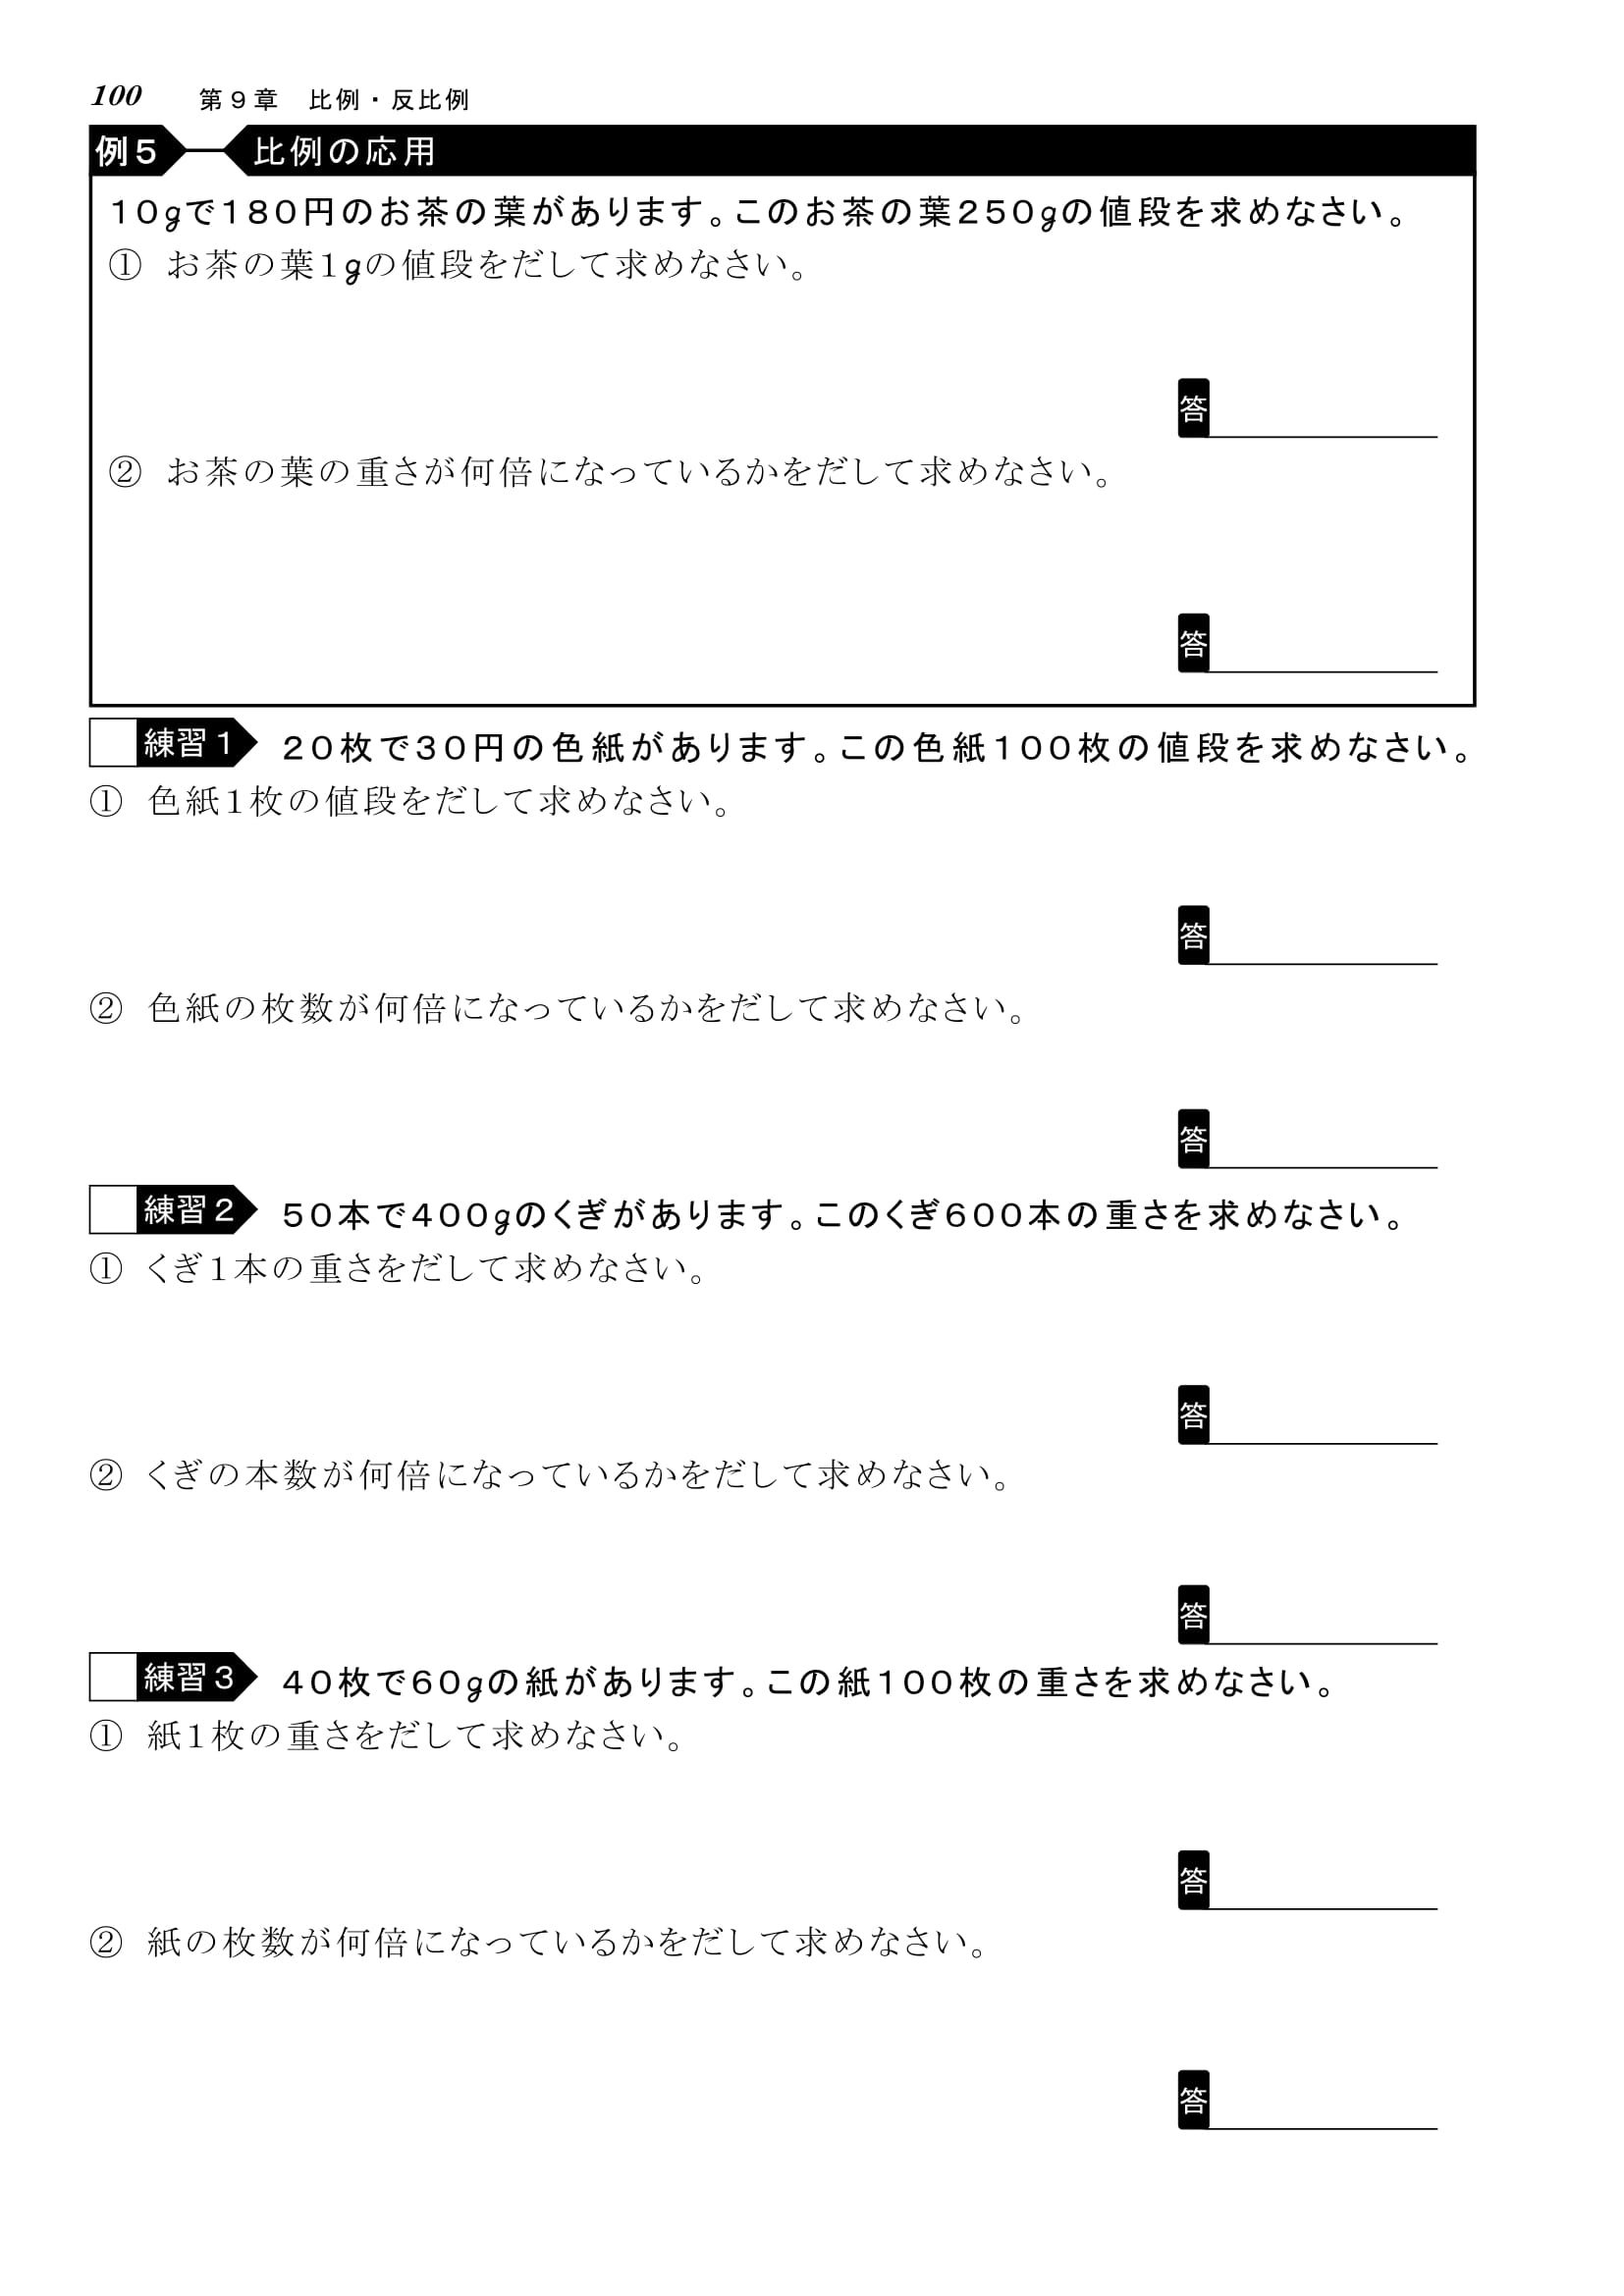 100 第９章 比例・反比例
例５ 比例の応用
１０gで１８０円のお茶の葉があります。このお茶の葉２５０gの値段を求めなさい。
① お茶の葉１gの値段をだして求めなさい。
答
② お茶の葉の重さが何倍になっているかをだして求めなさい。
答
練習１ ２０枚で３０円の色紙があります。この色紙１００枚の値段を求めなさい。
① 色紙１枚の値段をだして求めなさい。
答
② 色紙の枚数が何倍になっているかをだして求めなさい。
答
練習２ ５０本で４００gのくぎがあります。このくぎ６００本の重さを求めなさい。
① くぎ１本の重さをだして求めなさい。
答
② くぎの本数が何倍になっているかをだして求めなさい。
答
練習３ ４０枚で６０gの紙があります。この紙１００枚の重さを求めなさい。
① 紙１枚の重さをだして求めなさい。
答
② 紙の枚数が何倍になっているかをだして求めなさい。
答